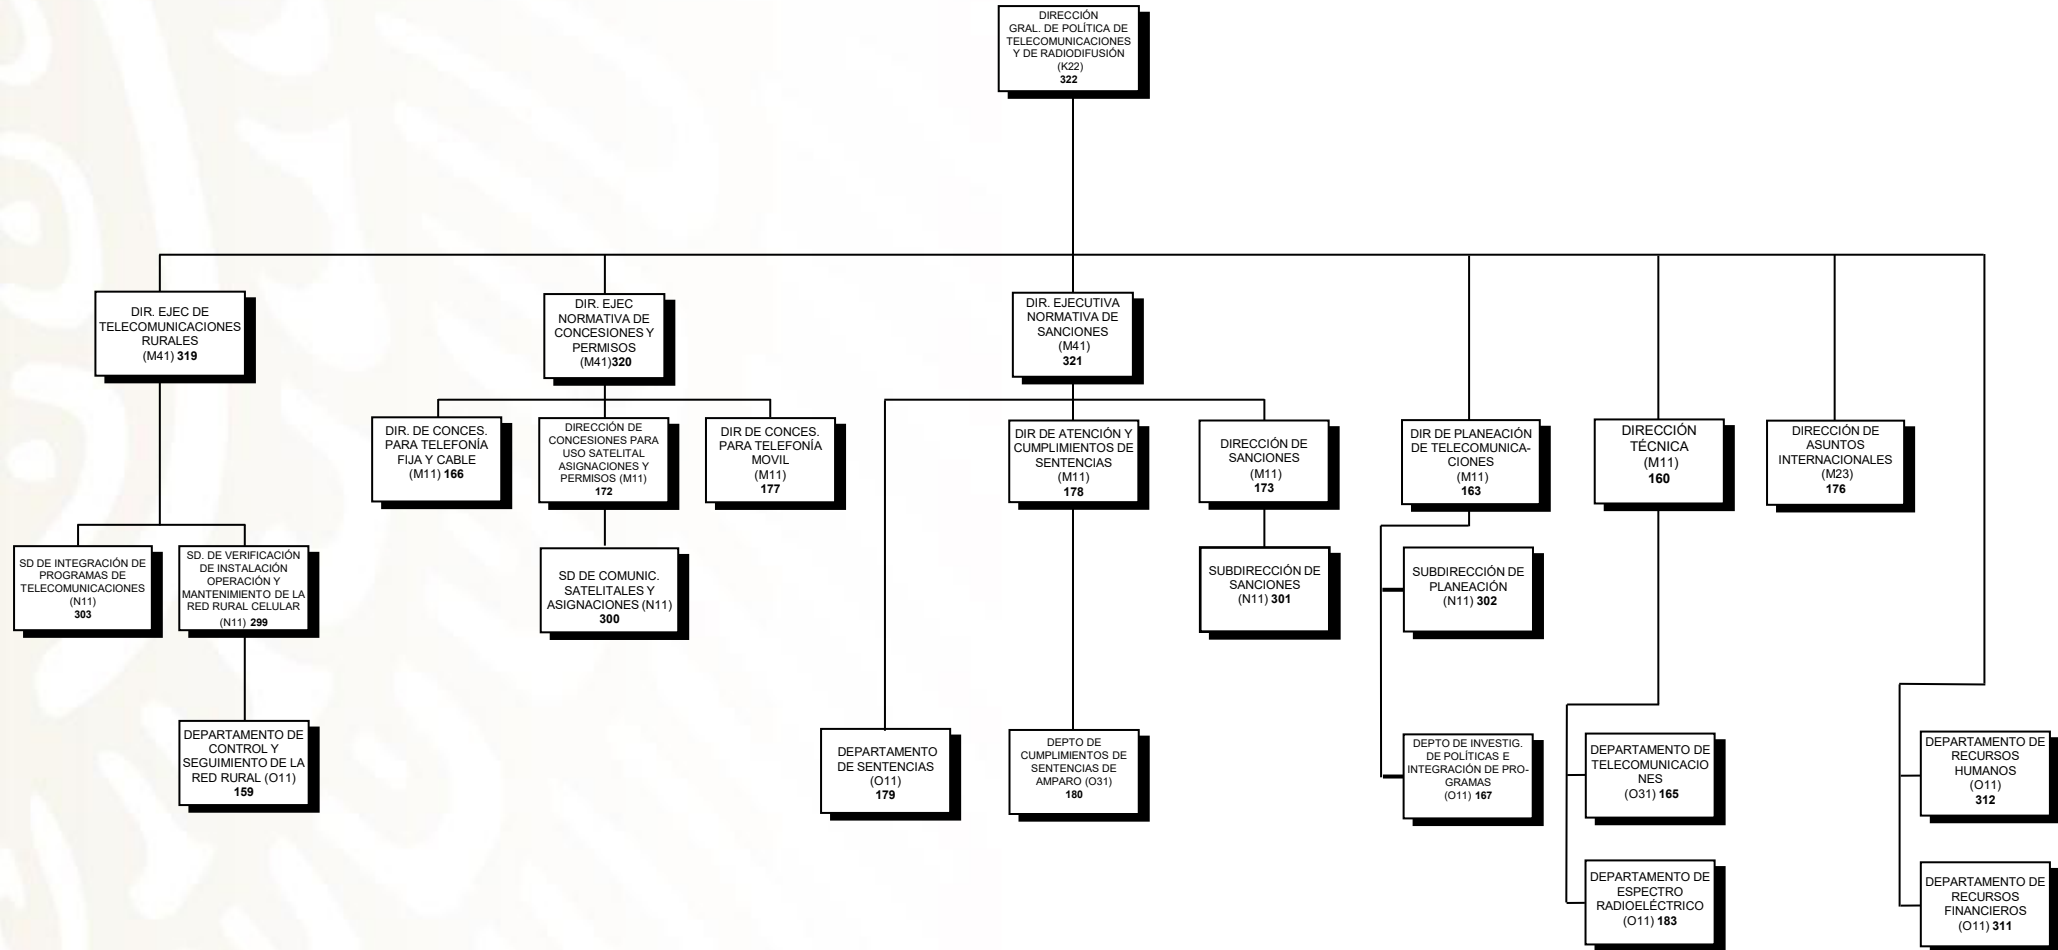 DIRECCIÓN
GRAL. DE POLÍTICA DE
TELECOMUNICACIONES
Y DE RADIODIFUSIÓN
(K22)
322
DIR. EJEC DE
TELECOMUNICACIONES
RURALES
(M41) 319
DIR. EJEC
NORMATIVA DE
CONCESIONES Y
PERMISOS
(M41)320
DIR. EJECUTIVA
NORMATIVA DE
SANCIONES
(M41)
321
DIR. DE CONCES.
PARA TELEFONÍA
FIJA Y CABLE
(M11) 166
DIRECCIÓN DE
CONCESIONES PARA
USO SATELITAL
ASIGNACIONES Y
PERMISOS (M11)
172
DIR DE CONCES.
PARA TELEFONÍA
MOVIL
(M11)
177
DIR DE ATENCIÓN Y
CUMPLIMIENTOS DE
SENTENCIAS
(M11)
178
DIRECCIÓN DE
SANCIONES
(M11)
173
DIR DE PLANEACIÓN
DE TELECOMUNICA-
CIONES
(M11)
163
DIRECCIÓN
TÉCNICA
(M11)
160
DIRECCIÓN DE
ASUNTOS
INTERNACIONALES
(M23)
176
SD DE INTEGRACIÓN DE
PROGRAMAS DE
TELECOMUNICACIONES
(N11)
303
SD. DE VERIFICACIÓN
DE INSTALACIÓN
OPERACIÓN Y
MANTENIMIENTO DE LA
RED RURAL CELULAR
(N11) 299
SD DE COMUNIC.
SATELITALES Y
ASIGNACIONES (N11)
300
SUBDIRECCIÓN DE
SANCIONES
(N11) 301
SUBDIRECCIÓN DE
PLANEACIÓN
(N11) 302
DEPARTAMENTO DE
CONTROL Y
SEGUIMIENTO DE LA
RED RURAL (O11)
159
DEPARTAMENTO
DE SENTENCIAS
(O11)
179
DEPTO DE
CUMPLIMIENTOS DE
SENTENCIAS DE
AMPARO (O31)
180
DEPTO DE INVESTIG.
DE POLÍTICAS E
INTEGRACIÓN DE PRO-
GRAMAS
(O11) 167
DEPARTAMENTO DE
TELECOMUNICACIO
NES
(O31) 165
DEPARTAMENTO DE
RECURSOS
HUMANOS
(O11)
312
DEPARTAMENTO DE
ESPECTRO
RADIOELÉCTRICO
(O11) 183
DEPARTAMENTO DE
RECURSOS
FINANCIEROS
(O11) 311